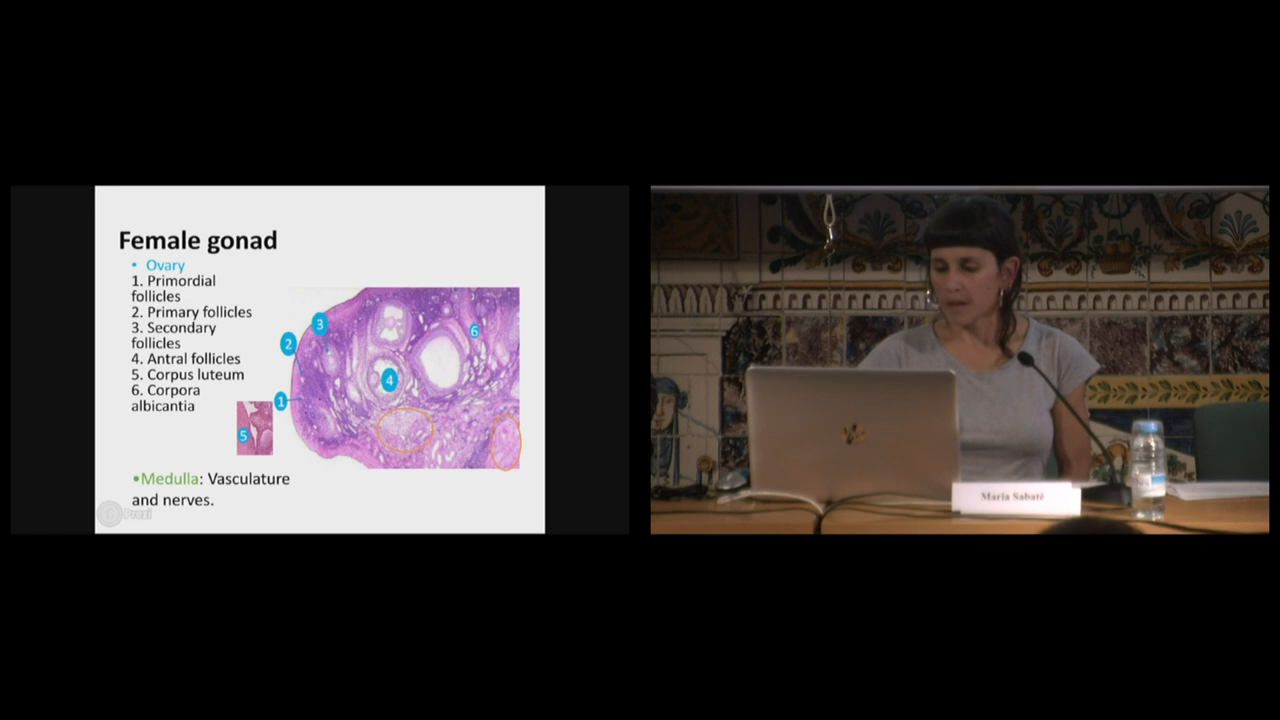 Female gonad
• Ovary
1. Primordial
follicles
2. Primary follicles
3. Secondary
follicles
4. Antral follicles
5. Corpus luteum
6. Corpora
albicantia
•Medulla: Vasculature
and nerves.
3
2
6
4
1
5
Prezi
Maria Sabaté